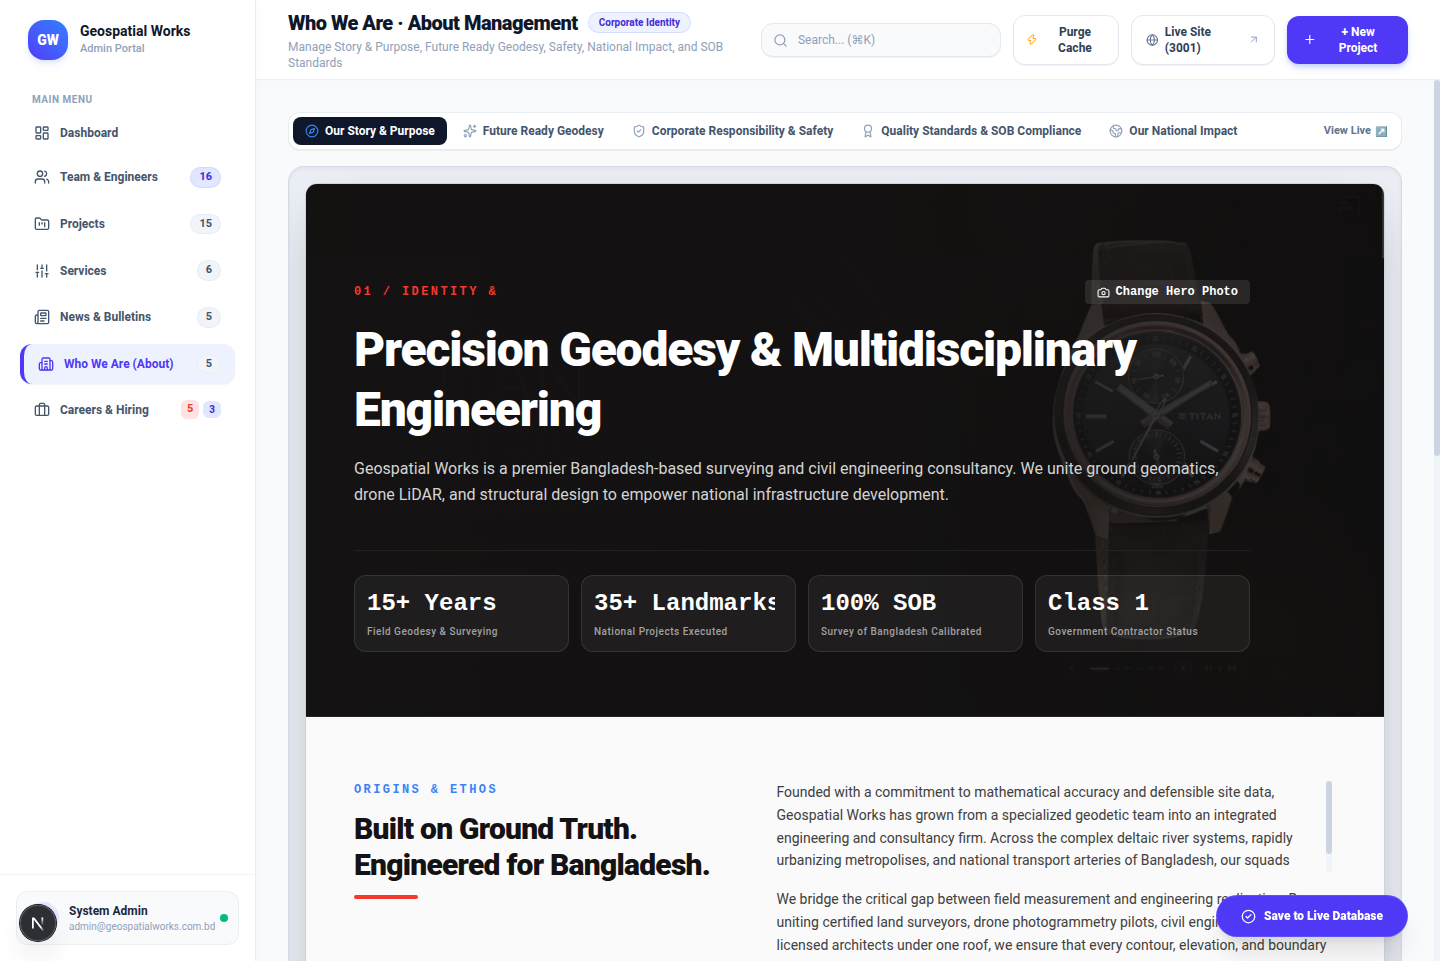 GW
Geospatial Works
Admin Portal
MAIN MENU
Dashboard
Team & Engineers 16
Projects 15
Services 6
News & Bulletins 5
Who We Are (About) 5
Careers & Hiring 5 3
System Admin
admin@geospatialworks.com.bd
N
Who We Are · About Management
Corporate Identity
Manage Story & Purpose, Future Ready Geodesy, Safety, National Impact, and SOB
Standards
Search... (⌘K)
Purge
Cache
Live Site
(3001)
+ New
Project
Our Story & Purpose
Future Ready Geodesy
Corporate Responsibility & Safety
Quality Standards & SOB Compliance
Our National Impact
View Live ↗
01 / IDENTITY &
Change Hero Photo
Precision Geodesy & Multidisciplinary
Engineering
TITAN
Geospatial Works is a premier Bangladesh-based surveying and civil engineering consultancy. We unite ground geomatics,
drone LiDAR, and structural design to empower national infrastructure development.
15+ Years
Field Geodesy & Surveying
35+ Landmarks
National Projects Executed
100% SOB
Survey of Bangladesh Calibrated
Class 1
Government Contractor Status
ORIGINS & ETHOS
Built on Ground Truth.
Engineered for Bangladesh.
Founded with a commitment to mathematical accuracy and defensible site data,
Geospatial Works has grown from a specialized geodetic team into an integrated
engineering and consultancy firm. Across the complex deltaic river systems, rapidly
urbanizing metropolises, and national transport arteries of Bangladesh, our squads
We bridge the critical gap between field measurement and engineering
uniting certified land surveyors, drone photogrammetry pilots, civil
licensed architects under one roof, we ensure that every contour, elevation, and boundary
Save to Live Database